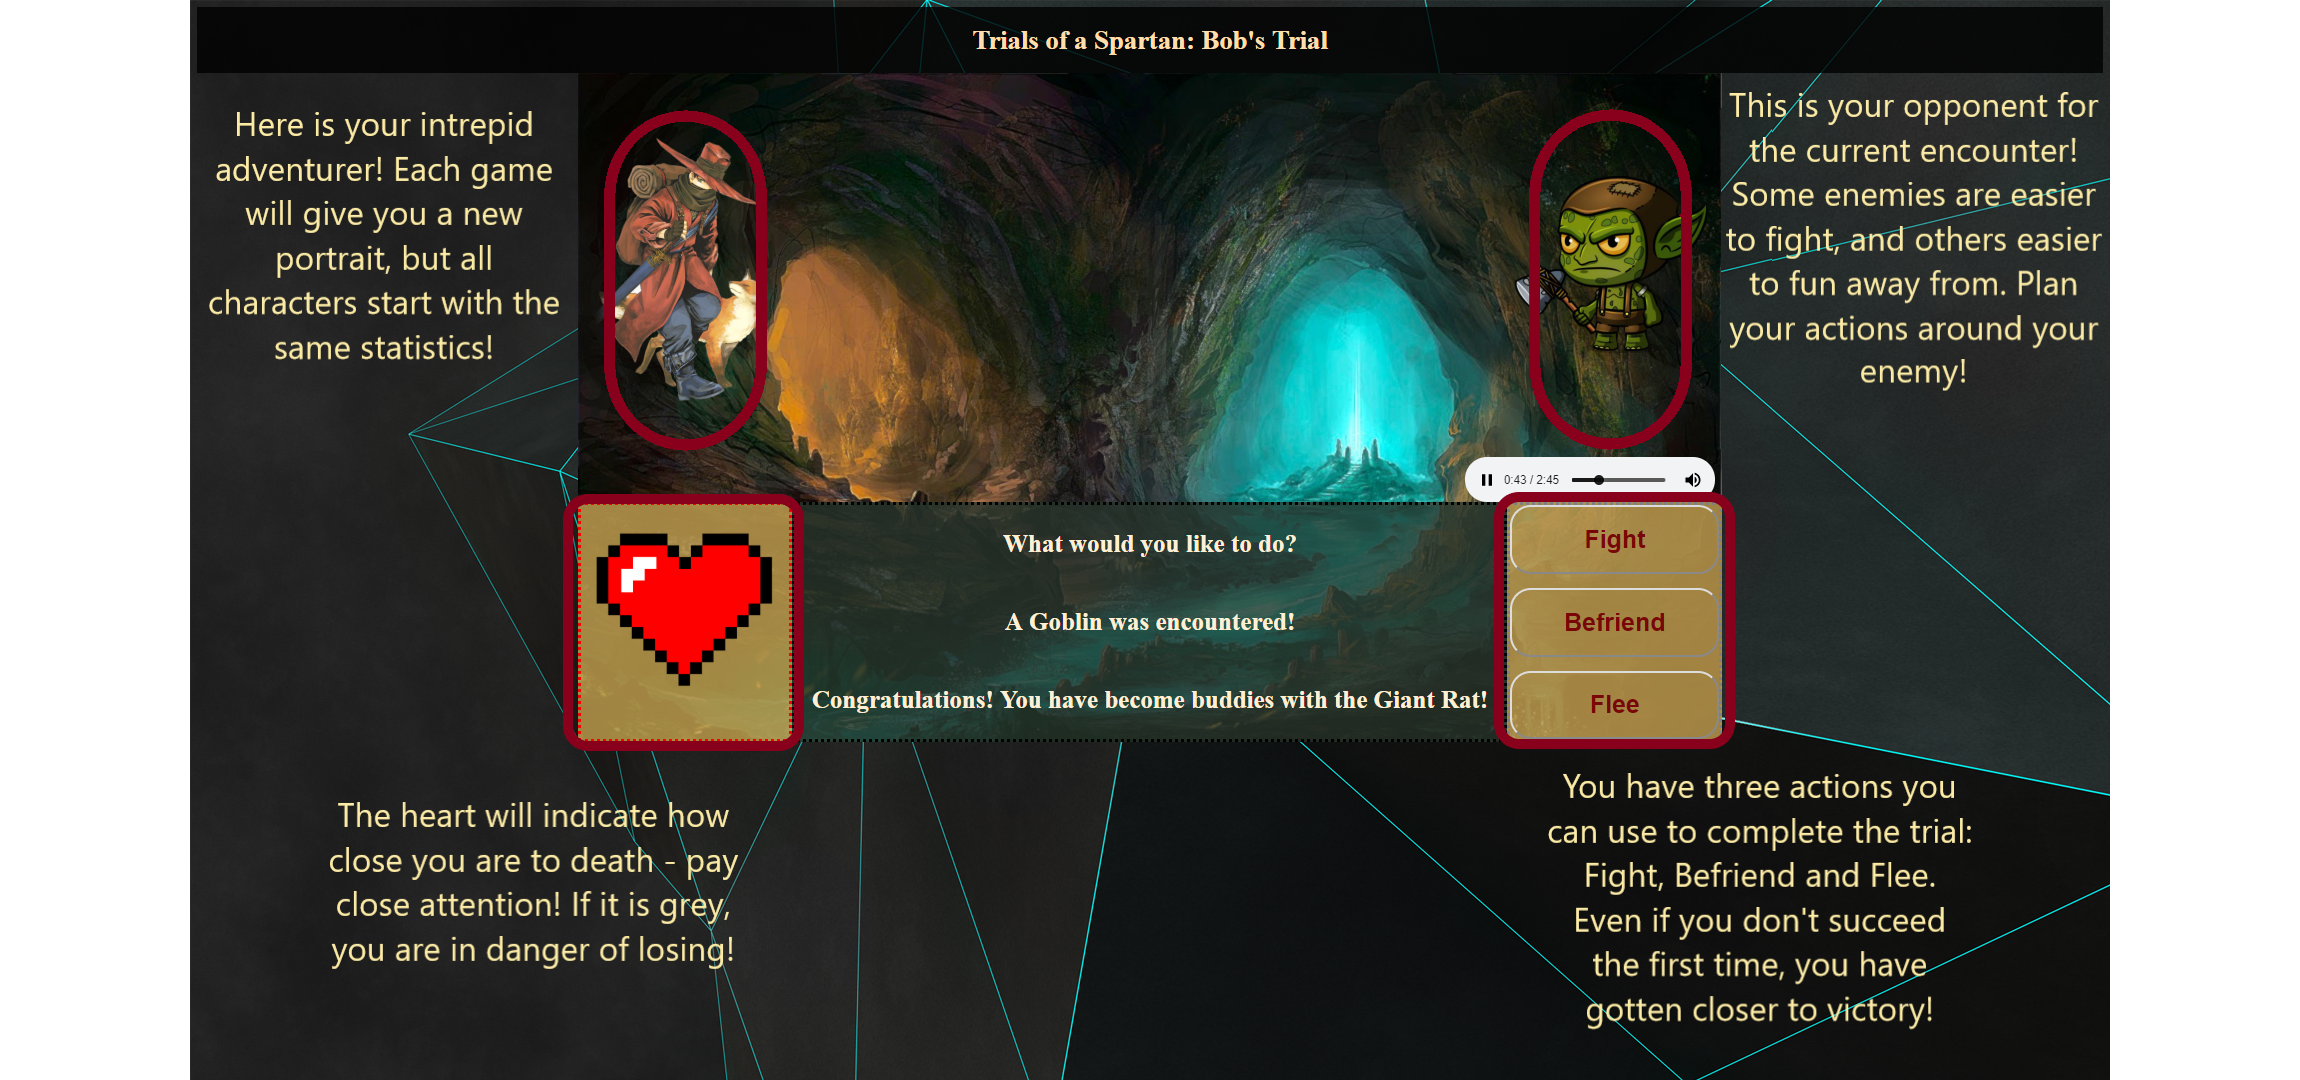 Trials of a Spartan: Bob's Trial
Here is your intrepid
adventurer! Each game
will give you a new
portrait, but all
characters start with the
same statistics!
This is your opponent for
the current encounter!
Some enemies are easier
to fight, and others easier
to fun away from. Plan
your actions around your
enemy!
0:43 / 2:45
What would you like to do?
A Goblin was encountered!
Congratulations! You have become buddies with the Giant Rat!
Fight
Befriend
Flee
The heart will indicate how
close you are to death - pay
close attention! If it is grey,
you are in danger of losing!
You have three actions you
can use to complete the trial:
Fight, Befriend and Flee.
Even if you don't succeed
the first time, you have
gotten closer to victory!